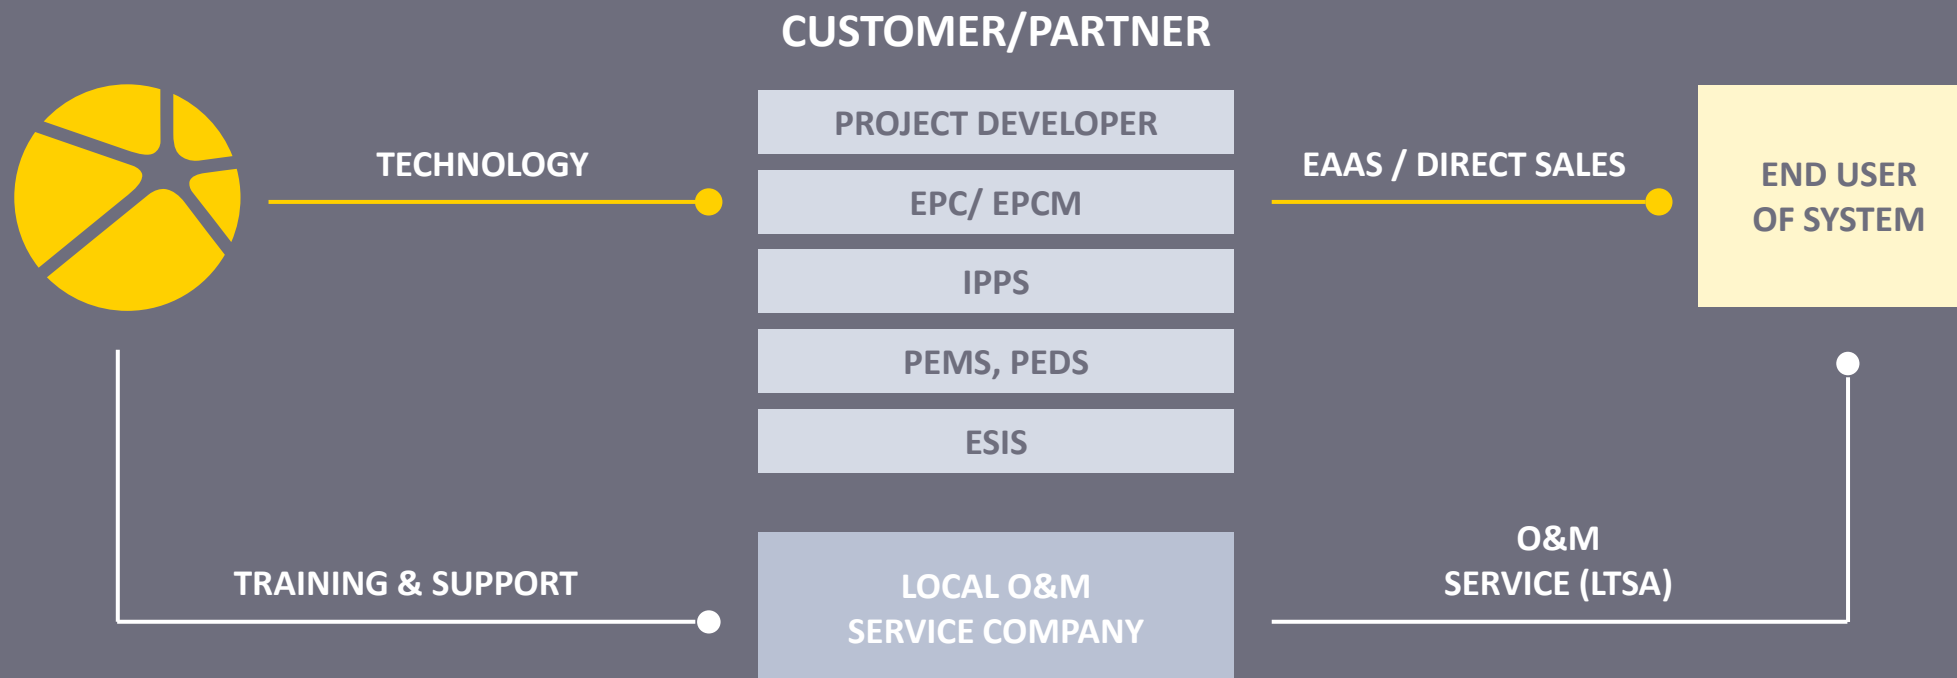 CUSTOMER/PARTNER
PROJECT DEVELOPER
TECHNOLOGY
EAAS / DIRECT SALES
END USER
OF SYSTEM
EPC/ EPCM
IPPS
PEMS, PEDS
ESIS
TRAINING & SUPPORT
LOCAL O&M
SERVICE COMPANY
O&M
SERVICE (LTSA)